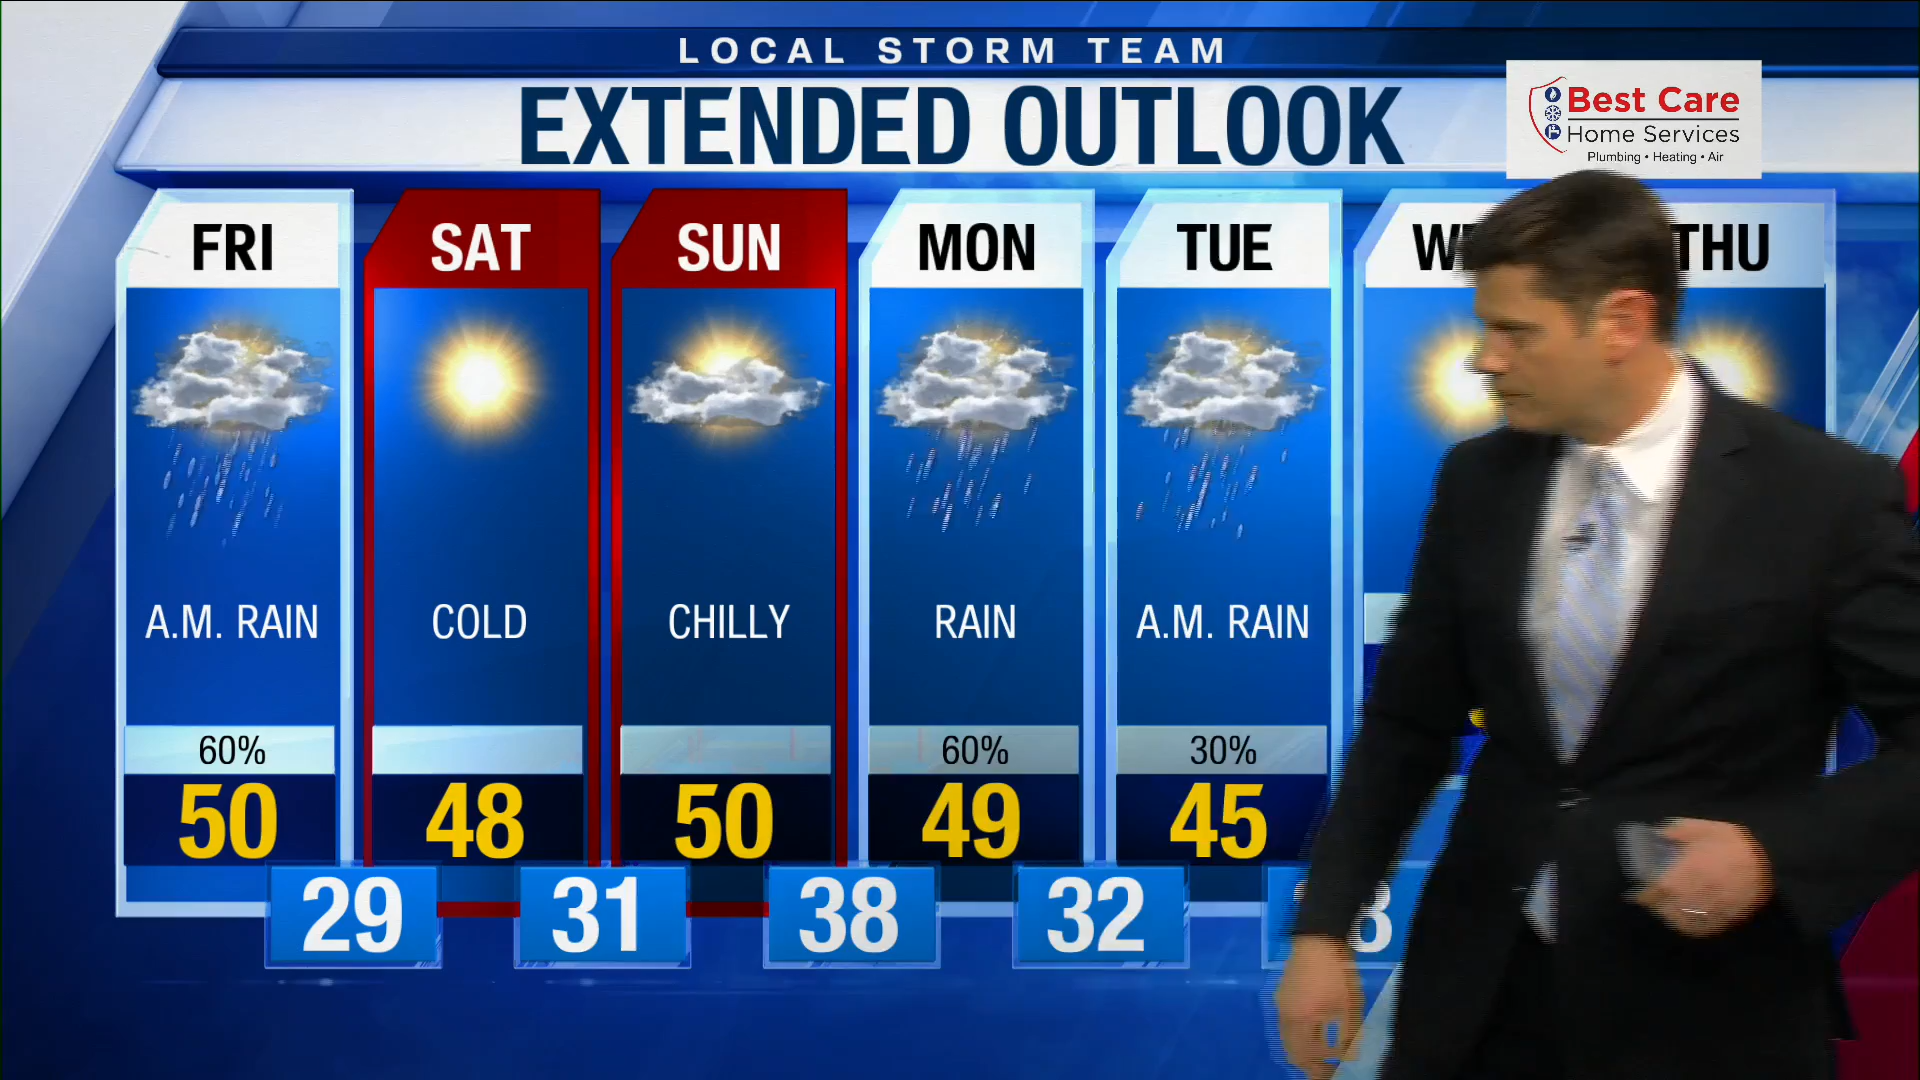 LOCAL STORM TEAM
EXTENDED OUTLOOK
Best Care
Home Services
Plumbing • Heating • Air
FRI SAT SUN MON TUE THU
A.M. RAIN COLD CHILLY RAIN A.M. RAIN
60% 60% 30%
50 48 50 49 45
29 31 38 32